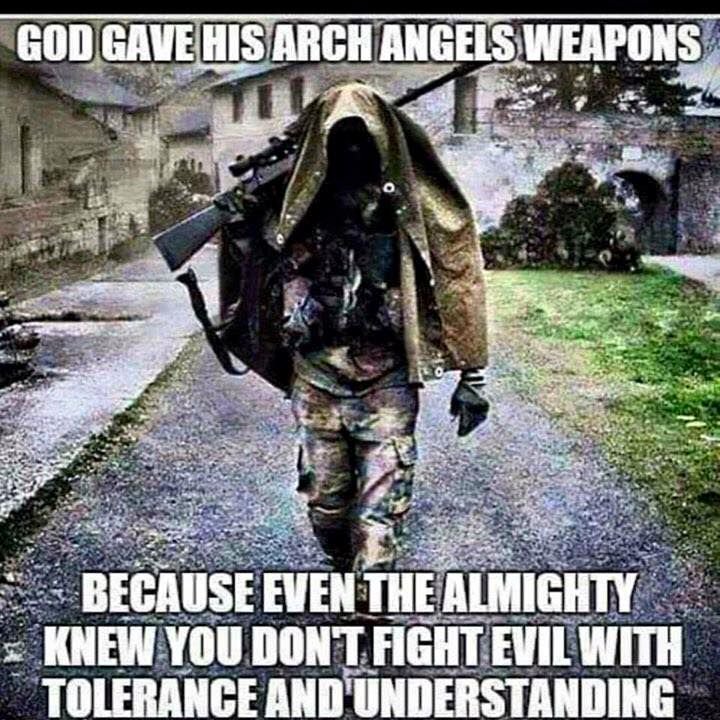 GOD GAVE HIS ARCH ANGELS WEAPONS
BECAUSE EVEN THE ALMIGHTY
KNEW YOU DON'T FIGHT EVIL WITH
TOLERANCE AND UNDERSTANDING